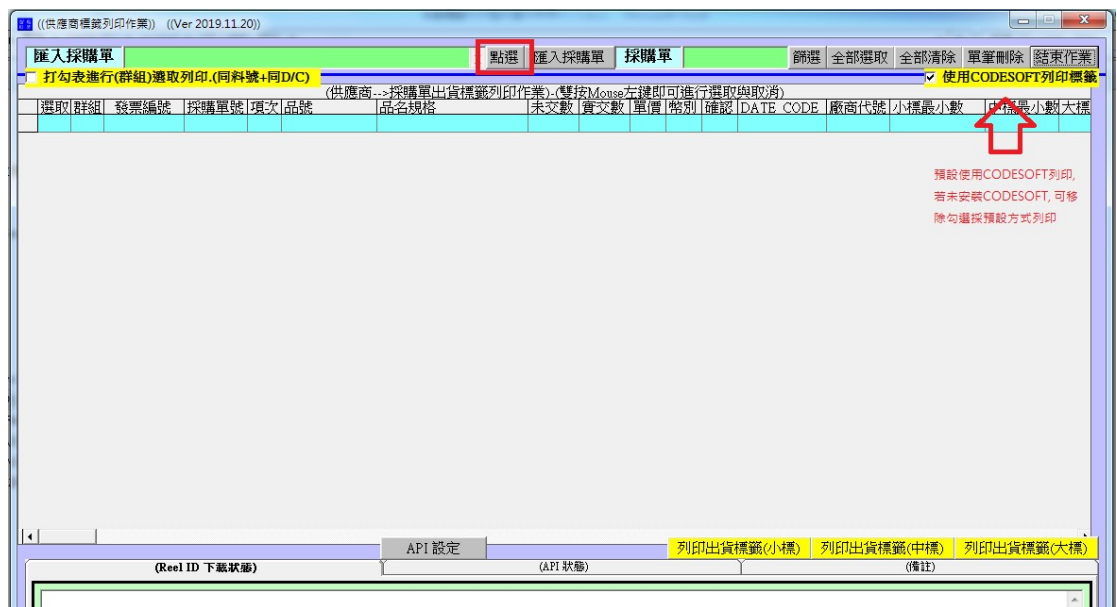 ((供應商標籤列印作業)) ((Ver 2019.11.20))
匯入採購單 點選 匯入採購單 採購單 篩選 全部選取 全部清除 單筆刪除 結束作業
打勾表進行(群組)選取列印.(同料號+同D/C) 使用CODESOFT列印標籤
(供應商-->採購單出貨標籤列印作業)-(雙按Mouse左鍵即可進行選取與取消)
選取 群組 發票編號 採購單號 項次 品號 品名規格 未交數 實交數 單價 幣別 確認 DATE CODE 廠商代號 小標最小數 中標最小數 大標
預設使用CODESOFT列印,
若未安裝CODESOFT, 可移
除勾選採預設方式列印
API 設定 列印出貨標籤(小標) 列印出貨標籤(中標) 列印出貨標籤(大標)
(Reel ID 下載狀態) (API 狀態) (備註)